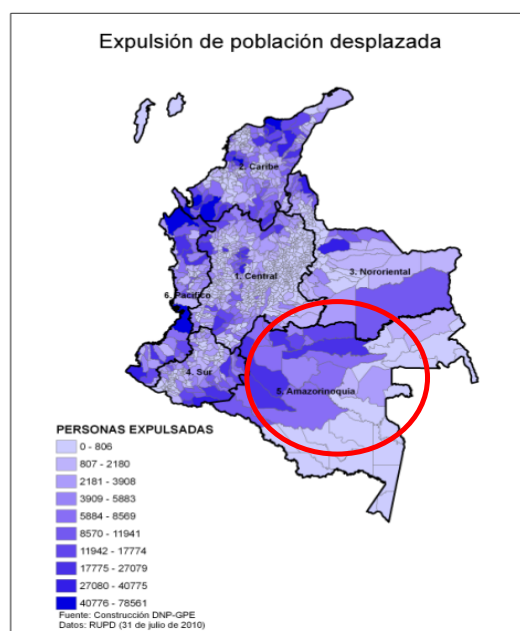 Expulsión de población desplazada
2. Caribe
1. Central
3. Nororiental
6. Pacifico
4. Sur
5. Amazorinoquia
PERSONAS EXPULSADAS
0 - 806
807 - 2180
2181 - 3908
3909 - 5883
5884 - 8569
8570 - 11941
11942 - 17774
17775 - 27079
27080 - 40775
40776 - 78561
Fuente: Construcción DNP-GPE
Datos: RUPD (31 de julio de 2010)